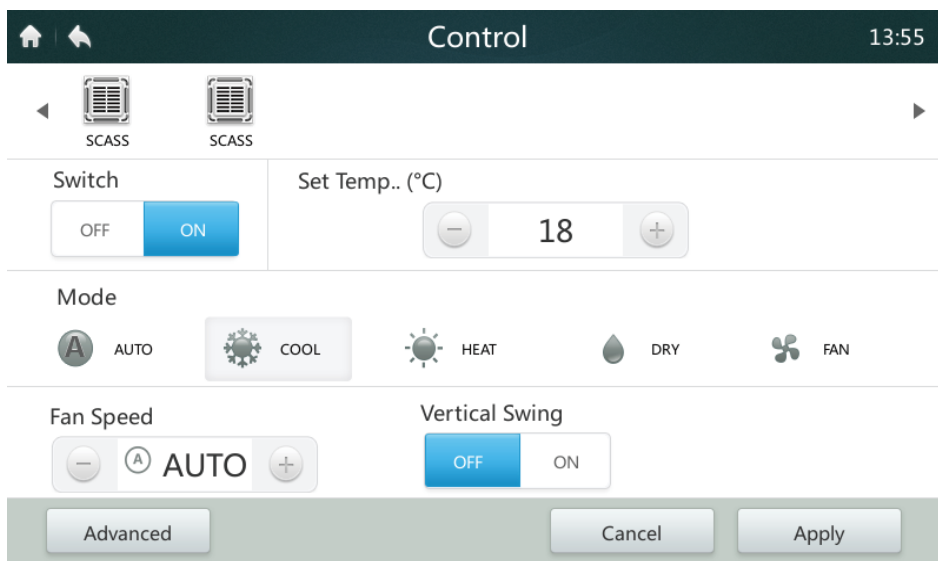 Control
13:55
SCASS
SCASS
Switch
Set Temp.. (°C)
OFF
ON
18
Mode
A
AUTO
COOL
HEAT
DRY
FAN
Fan Speed
Vertical Swing
A
AUTO
OFF
ON
Advanced
Cancel
Apply